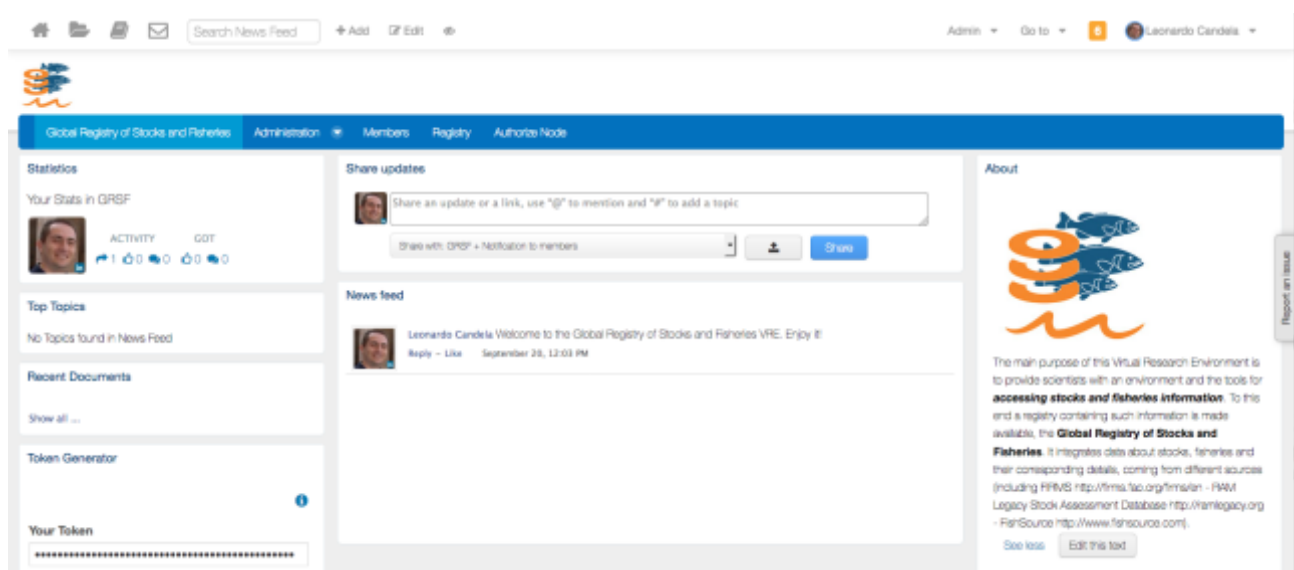 Search News Feed
Add
Edit
Admin
Go to
6
Leonardo Candela
Global Registry of Stocks and Fisheries
Administration
Members
Registry
Authorize Node
Statistics
Your Stats in GRSF
ACTIVITY GOT
1 0 0 0 0
Top Topics
No Topics found in News Feed
Recent Documents
Show all ...
Token Generator
Your Token
Share updates
Share an update or a link, use "@" to mention and "#" to add a topic
Share with: GRSF + Notification to members
Share
News feed
Leonardo Candela Welcome to the Global Registry of Stocks and Fisheries VRE. Enjoy it!
Reply - Like September 28, 12:03 PM
About
The main purpose of this Virtual Research Environment is
to provide scientists with an environment and the tools for
accessing stocks and fisheries information. To this
end a registry containing such information is made
available, the Global Registry of Stocks and
Fisheries. It integrates data about stocks, fisheries and
their corresponding details, coming from different sources
(including FIRMS http://firms.fao.org/firms/en - RAM
Legacy Stock Assessment Database http://ramlegacy.org
- FishSource http://www.fishsource.com).
See less
Edit this text
Report an issue